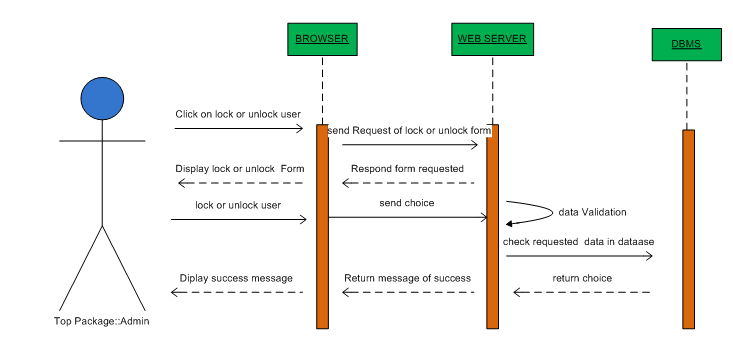 BROWSER
WEB SERVER
DBMS
Click on lock or unlock user
send Request of lock or unlock form
Display lock or unlock Form
Respond form requested
lock or unlock user
send choice
data Validation
check requested data in dataase
Diplay success message
Return message of success
return choice
Top Package::Admin